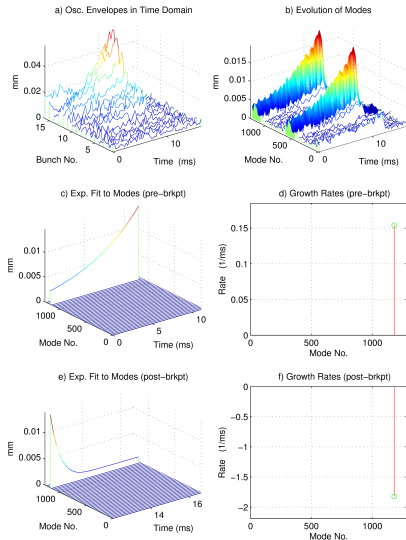 a) Osc. Envelopes in Time Domain
b) Evolution of Modes
0.04
0.02
0
mm
15
10
5
0
10
Bunch No.
Time (ms)
0.015
0.01
0.005
0
mm
1000
500
0
0
10
Mode No.
Time (ms)
c) Exp. Fit to Modes (pre−brkpt)
d) Growth Rates (pre−brkpt)
0.01
0.005
0
mm
1000
500
0
0
5
10
Mode No.
Time (ms)
0.15
0.1
0.05
0
Rate (1/ms)
0
500
1000
Mode No.
e) Exp. Fit to Modes (post−brkpt)
f) Growth Rates (post−brkpt)
0.01
0.005
0
mm
1000
500
0
14
16
Mode No.
Time (ms)
0
−0.5
−1
−1.5
−2
Rate (1/ms)
0
500
1000
Mode No.